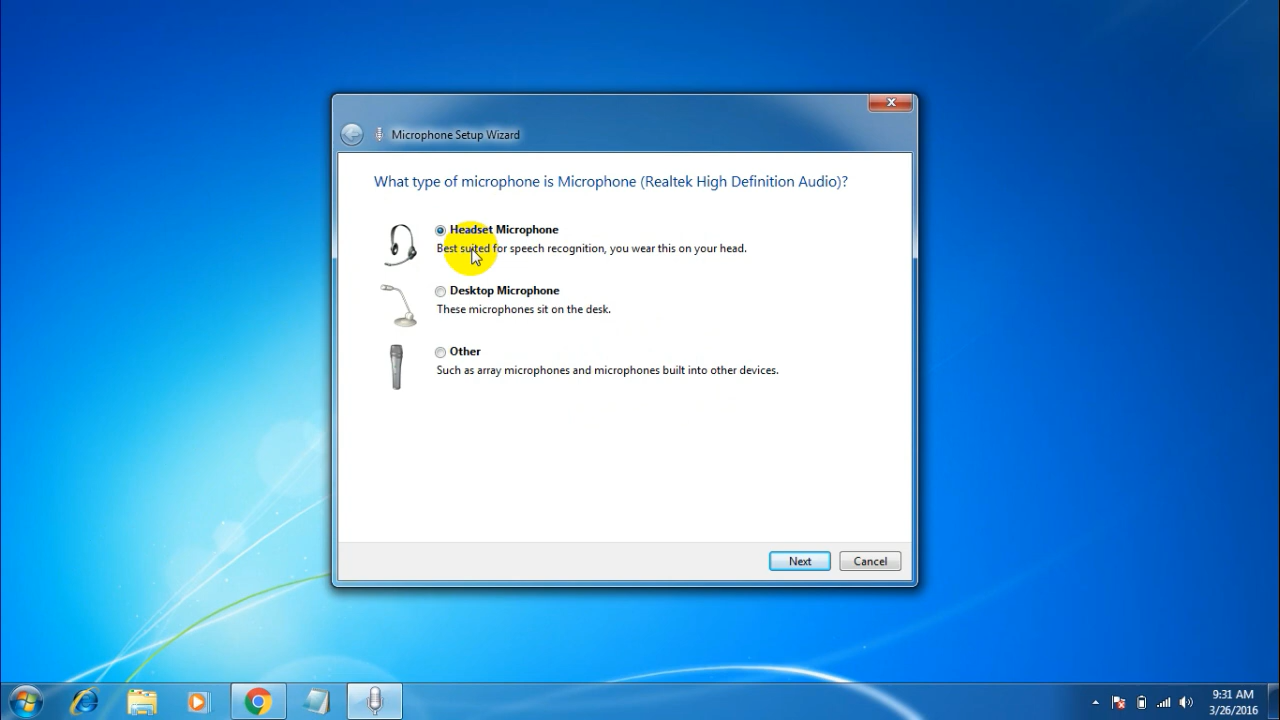 Microphone Setup Wizard
What type of microphone is Microphone (Realtek High Definition Audio)?
Headset Microphone
Best suited for speech recognition, you wear this on your head.
Desktop Microphone
These microphones sit on the desk.
Other
Such as array microphones and microphones built into other devices.
Next Cancel
9:31 AM
3/26/2016